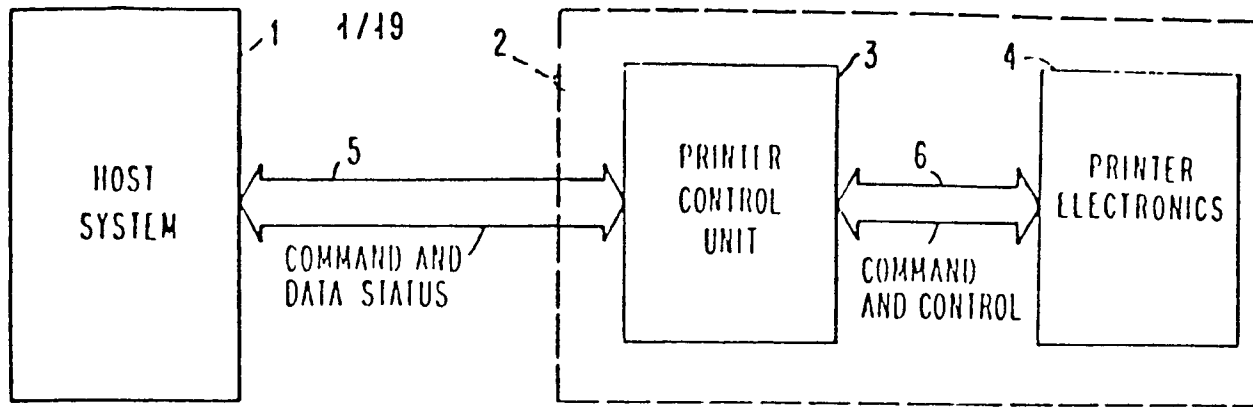 1
1/19
2
3
4
HOST
SYSTEM
5
COMMAND AND
DATA STATUS
PRINTER
CONTROL
UNIT
6
COMMAND
AND CONTROL
PRINTER
ELECTRONICS